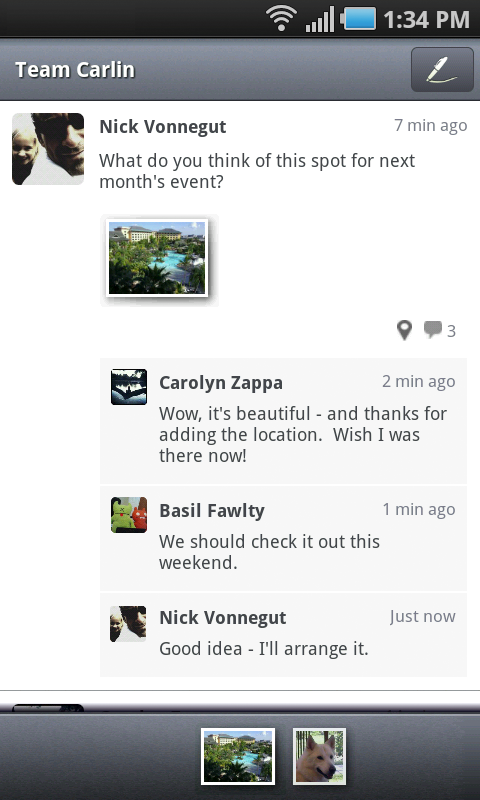 1:34 PM
Team Carlin
Nick Vonnegut
7 min ago
What do you think of this spot for next
month's event?
3
Carolyn Zappa
2 min ago
Wow, it's beautiful - and thanks for
adding the location.  Wish I was
there now!
Basil Fawlty
1 min ago
We should check it out this
weekend.
Nick Vonnegut
Just now
Good idea - I'll arrange it.